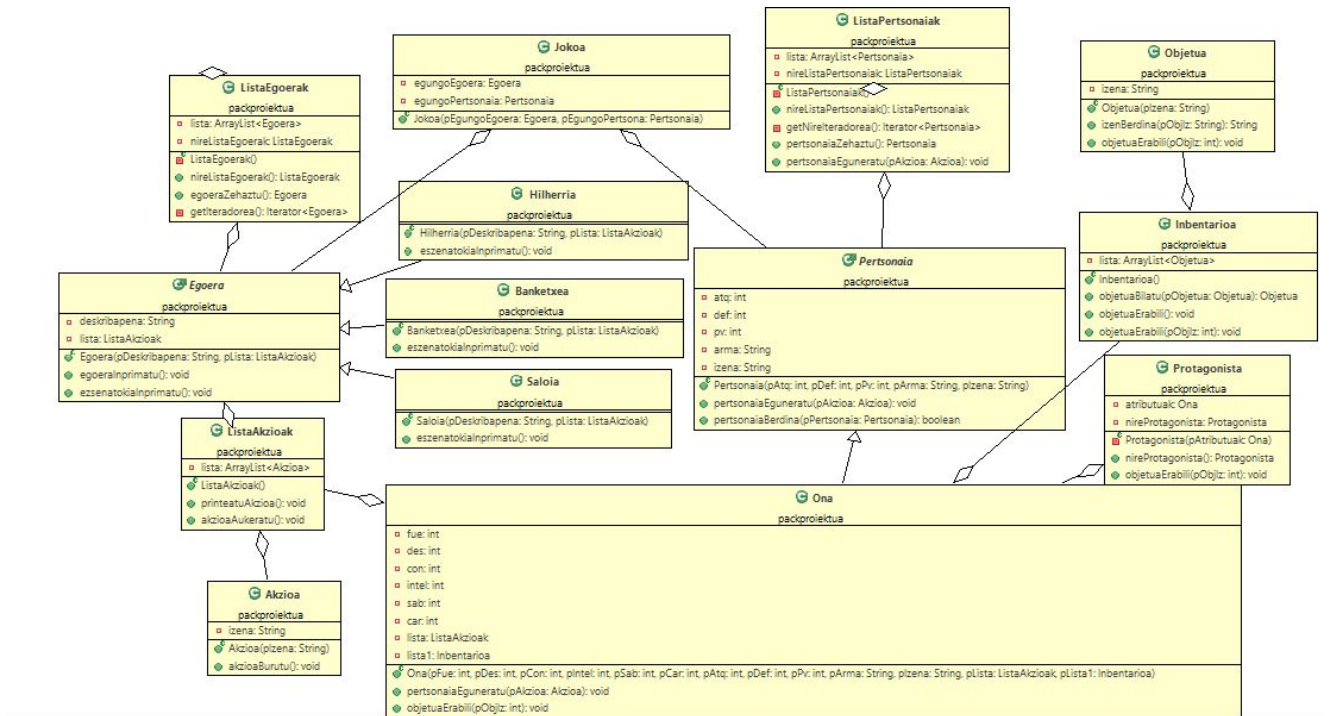 ListaEgoerak
packproiektua
lista: ArrayList<Egoera>
nireListaEgoerak: ListaEgoerak
ListaEgoerak()
nireListaEgoerak(): ListaEgoerak
egoeraZehaztu(): Egoera
getIteradorea(): Iterator<Egoera>
Jokoa
packproiektua
egungoEgoera: Egoera
egungoPertsonaia: Pertsonaia
Jokoa(pEgungoEgoera: Egoera, pEgungoPertsona: Pertsonaia)
ListaPertsonaiak
packproiektua
lista: ArrayList<Pertsonaia>
nireListaPertsonaiak: ListaPertsonaiak
ListaPertsonaiak()
nireListaPertsonaiak(): ListaPertsonaiak
getNireIteradorea(): Iterator<Pertsonaia>
pertsonaiaZehaztu(): Pertsonaia
pertsonaiaEguneratu(pAkzioa: Akzioa): void
Objetua
packproiektua
izena: String
Objetua(pIzena: String)
izenBerdina(pObjIz: String): String
objetuaErabili(pObjIz: int): void
Hilherria
packproiektua
Hilherria(pDeskribapena: String, pLista: ListaAkzioak)
eszenatokiaInprimatu(): void
Inbentarioa
packproiektua
lista: ArrayList<Objetua>
Inbentarioa()
objetuaBilatu(pObjetua: Objetua): Objetua
objetuaErabili(): void
objetuaErabili(pObjIz: int): void
Egoera
packproiektua
deskribapena: String
lista: ListaAkzioak
Egoera(pDeskribapena: String, pLista: ListaAkzioak)
egoeraInprimatu(): void
ezsenatokiaInprimatu(): void
Banketxea
packproiektua
Banketxea(pDeskribapena: String, pLista: ListaAkzioak)
eszenatokiaInprimatu(): void
Pertsonaia
packproiektua
atq: int
def: int
pv: int
arma: String
izena: String
Pertsonaia(pAtq: int, pDef: int, pPv: int, pArma: String, pIzena: String)
pertsonaiaEguneratu(pAkzioa: Akzioa): void
pertsonaiaBerdina(pPertsonaia: Pertsonaia): boolean
Saloia
packproiektua
Saloia(pDeskribapena: String, pLista: ListaAkzioak)
eszenatokiaInprimatu(): void
Protagonista
packproiektua
atributuak: Ona
nireProtagonista: Protagonista
Protagonista(pAtributuak: Ona)
nireProtagonista(): Protagonista
objetuaErabili(pObjIz: int): void
ListaAkzioak
packproiektua
lista: ArrayList<Akzioa>
ListaAkzioak()
printeatuAkzioa(): void
akzioaAukeratu(): void
Ona
packproiektua
fue: int
des: int
con: int
intel: int
sab: int
car: int
lista: ListaAkzioak
lista1: Inbentarioa
Ona(pFue: int, pDes: int, pCon: int, pIntel: int, pSab: int, pCar: int, pAtq: int, pDef: int, pPv: int, pArma: String, pIzena: String, pLista: ListaAkzioak, pLista1: Inbentarioa)
pertsonaiaEguneratu(pAkzioa: Akzioa): void
objetuaErabili(pObjIz: int): void
Akzioa
packproiektua
izena: String
Akzioa(pIzena: String)
akzioaBurutu(): void